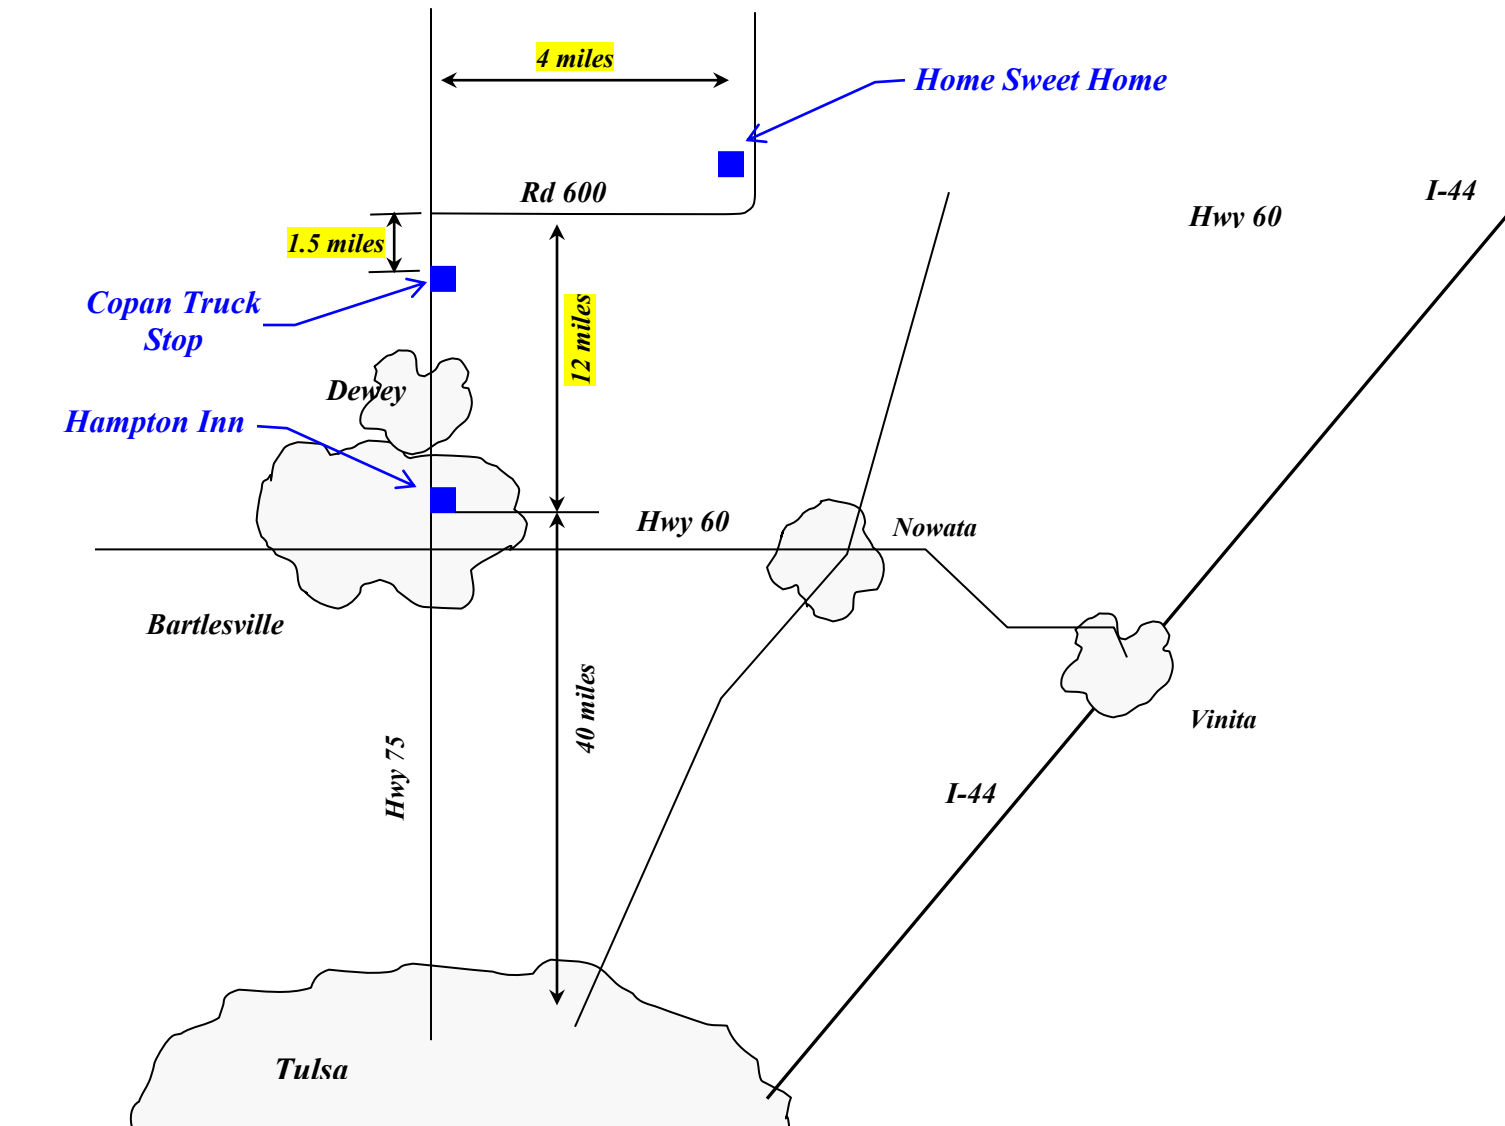 4 miles
Home Sweet Home
Rd 600
I-44
Hwy 60
1.5 miles
Copan Truck
Stop
12 miles
Dewey
Hampton Inn
Hwy 60
Nowata
Bartlesville
40 miles
Vinita
Hwy 75
I-44
Tulsa